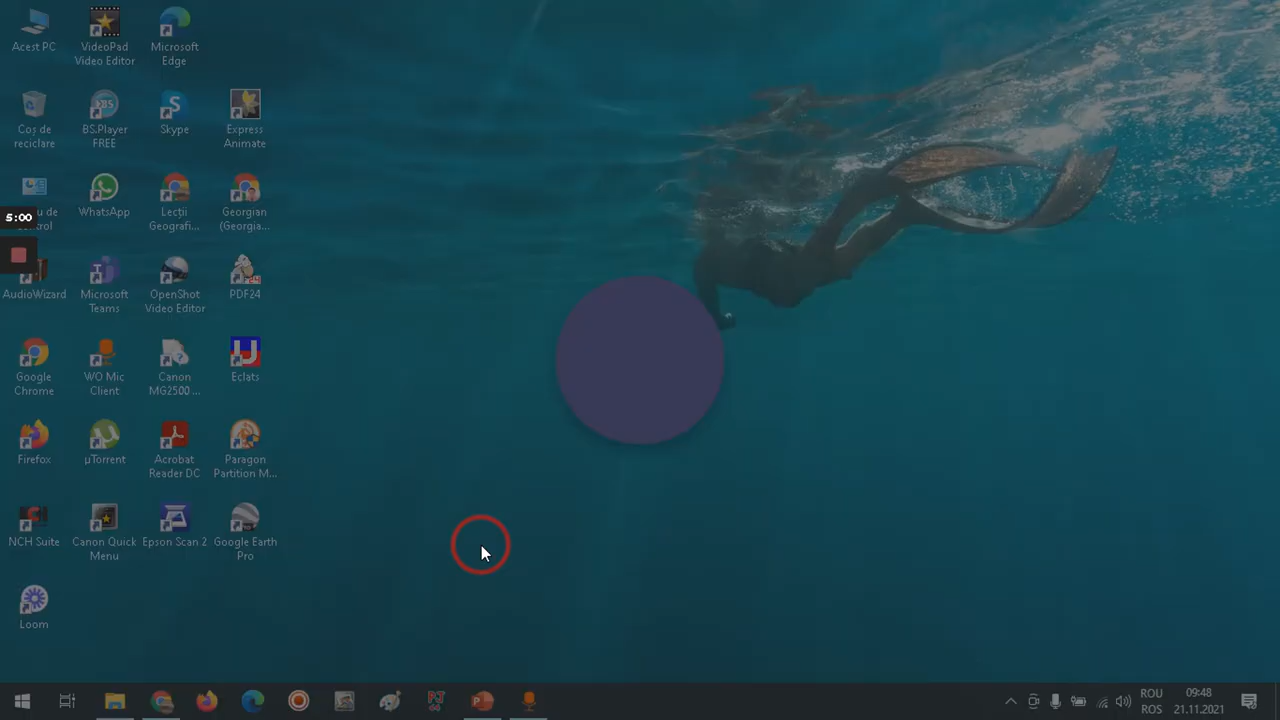 Acest PC
VideoPad
Video Editor
Microsoft
Edge
Coș de
reciclare
BS.Player
FREE
Skype
Express
Animate
WhatsApp
Lecții
Geografi...
Georgian
(Georgia...
5:00
AudioWizard
Microsoft
Teams
OpenShot
Video Editor
PDF24
Google
Chrome
WO Mic
Client
Canon
MG2500 ...
Eclats
Firefox
µTorrent
Acrobat
Reader DC
Paragon
Partition M...
NCH Suite
Canon Quick
Menu
Epson Scan 2
Google Earth
Pro
Loom
ROU
ROS
09:48
21.11.2021